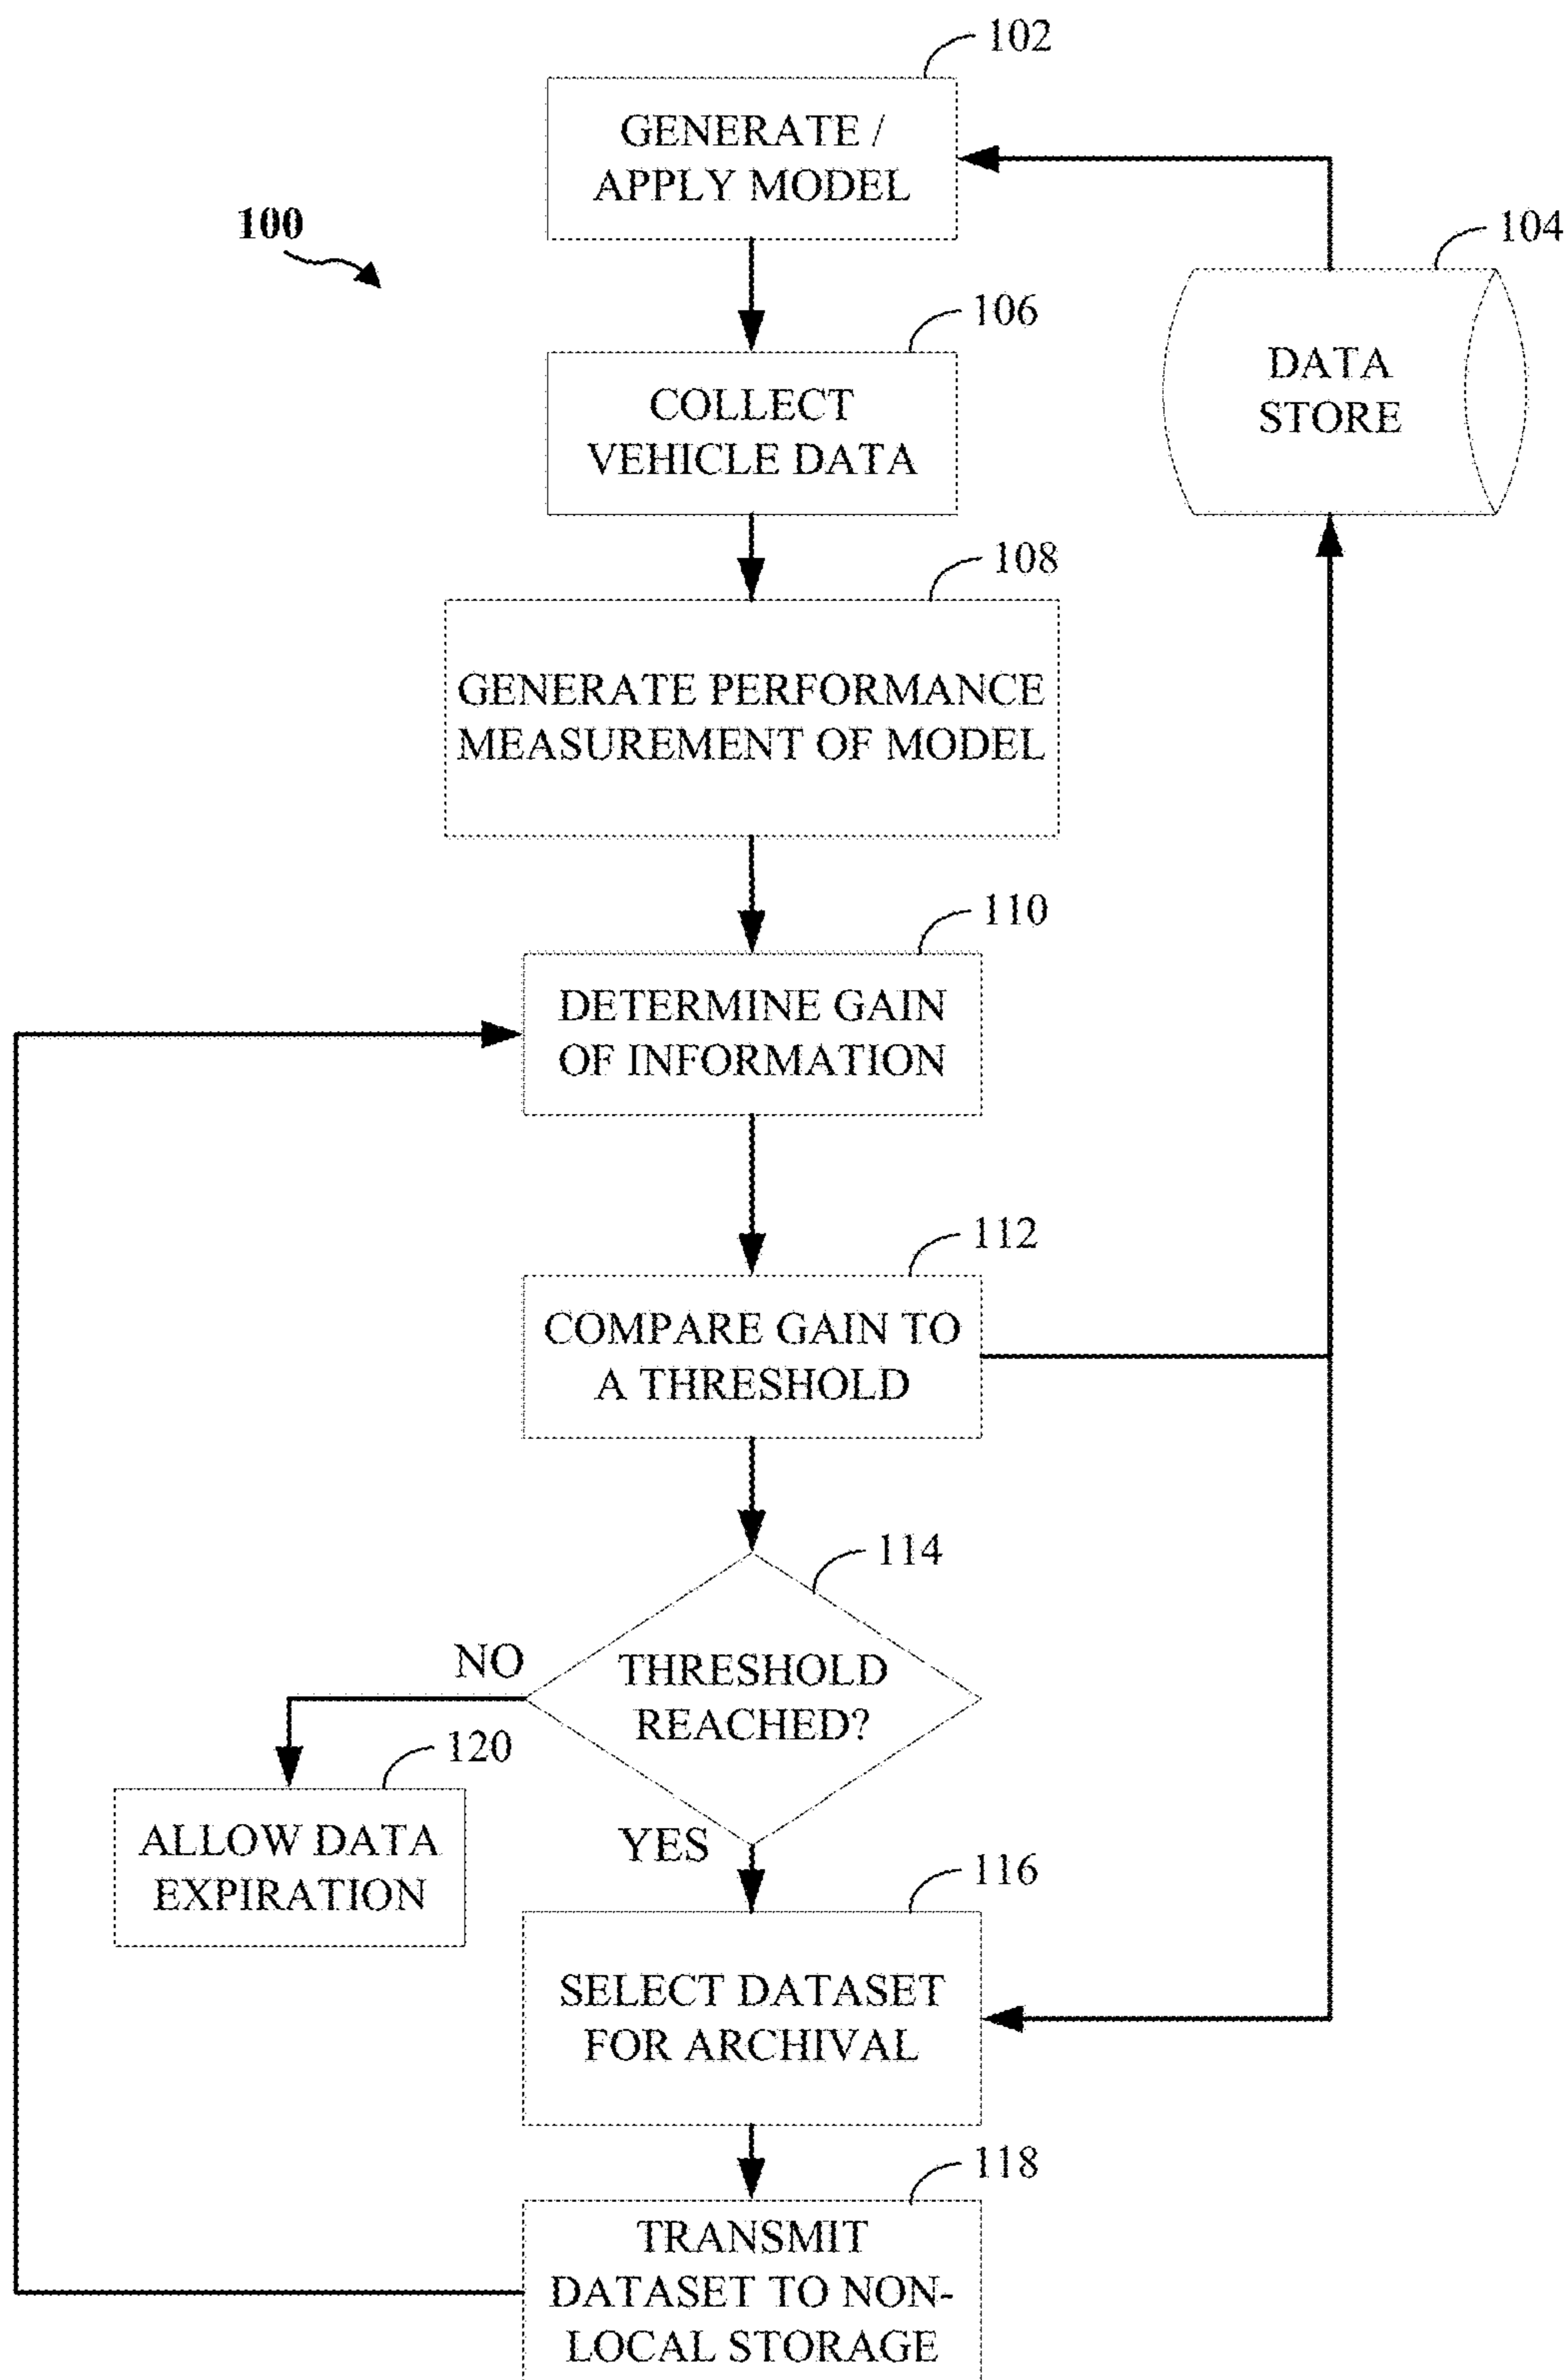 102
GENERATE /
APPLY MODEL
100
104
106
DATA
STORE
COLLECT
VEHICLE DATA
108
GENERATE PERFORMANCE
MEASUREMENT OF MODEL
110
DETERMINE GAIN
OF INFORMATION
112
COMPARE GAIN TO
A THRESHOLD
114
NO
THRESHOLD
REACHED?
120
ALLOW DATA
EXPIRATION
YES
116
SELECT DATASET
FOR ARCHIVAL
118
TRANSMIT
DATASET TO NON-
LOCAL STORAGE